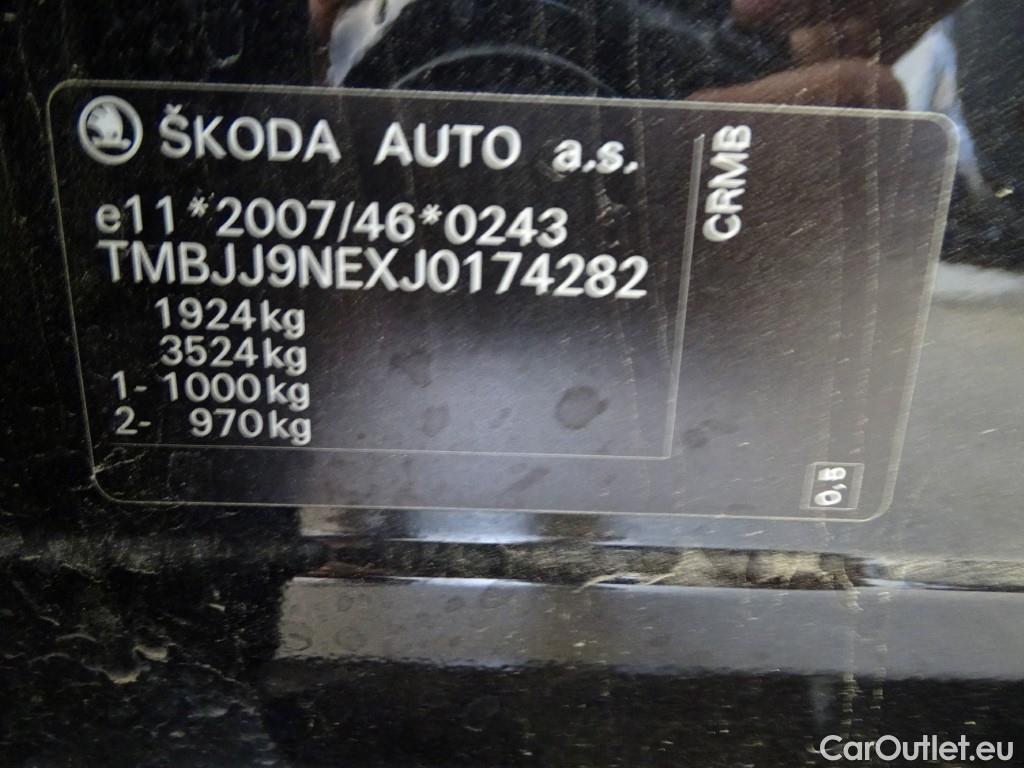 ŠKODA AUTO a.s.
e11*2007/46*0243
TMBJJ9NEXJ0174282
1924kg
3524kg
1- 1000kg
2- 970kg
CRMB
0,5
CarOutlet.eu